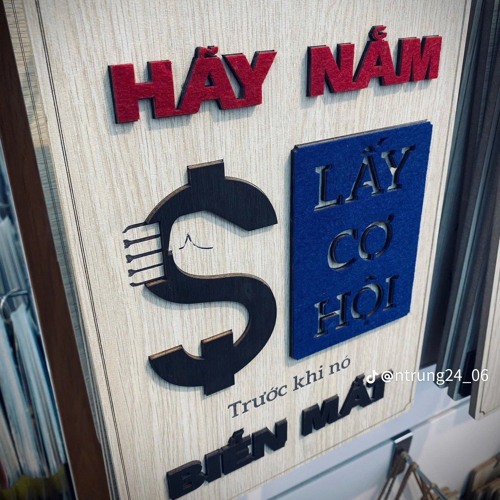 HÃY NẮM
LẤY
CƠ
HỘI
Trước khi nó
BIẾN MẤT
@ntrung24_06